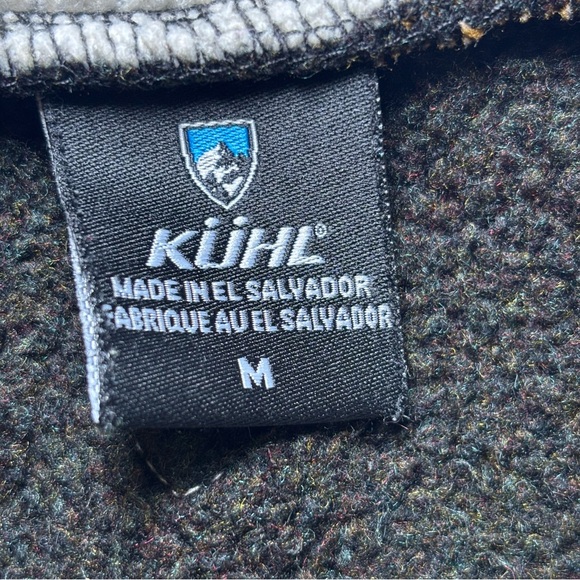 KÜHL®
MADE IN EL SALVADOR
FABRIQUE AU EL SALVADOR
M